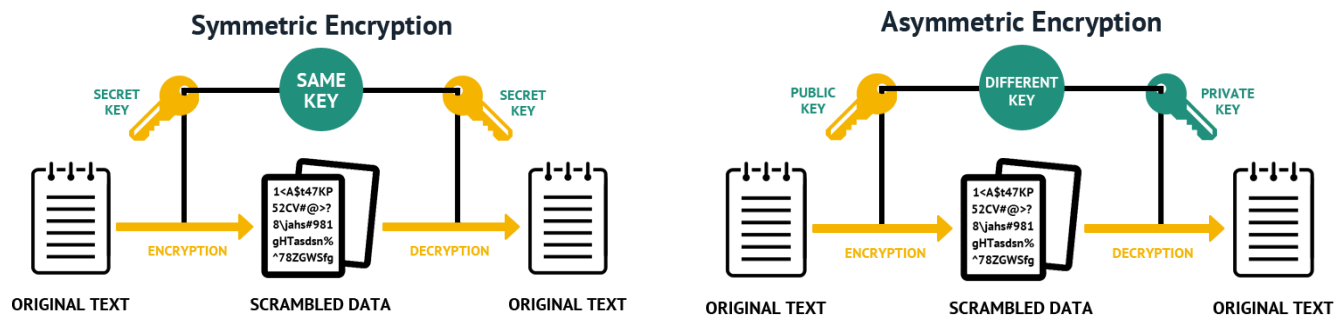 Symmetric Encryption
SAME
KEY
SECRET
KEY
SECRET
KEY
1<A$t47KP
52CV#@>?
8\jahs#981
gHTasdsn%
^78ZGWSfg
ENCRYPTION
DECRYPTION
ORIGINAL TEXT
SCRAMBLED DATA
ORIGINAL TEXT
Asymmetric Encryption
DIFFERENT
KEY
PUBLIC
KEY
PRIVATE
KEY
1<A$t47KP
52CV#@>?
8\jahs#981
gHTasdsn%
^78ZGWSfg
ENCRYPTION
DECRYPTION
ORIGINAL TEXT
SCRAMBLED DATA
ORIGINAL TEXT